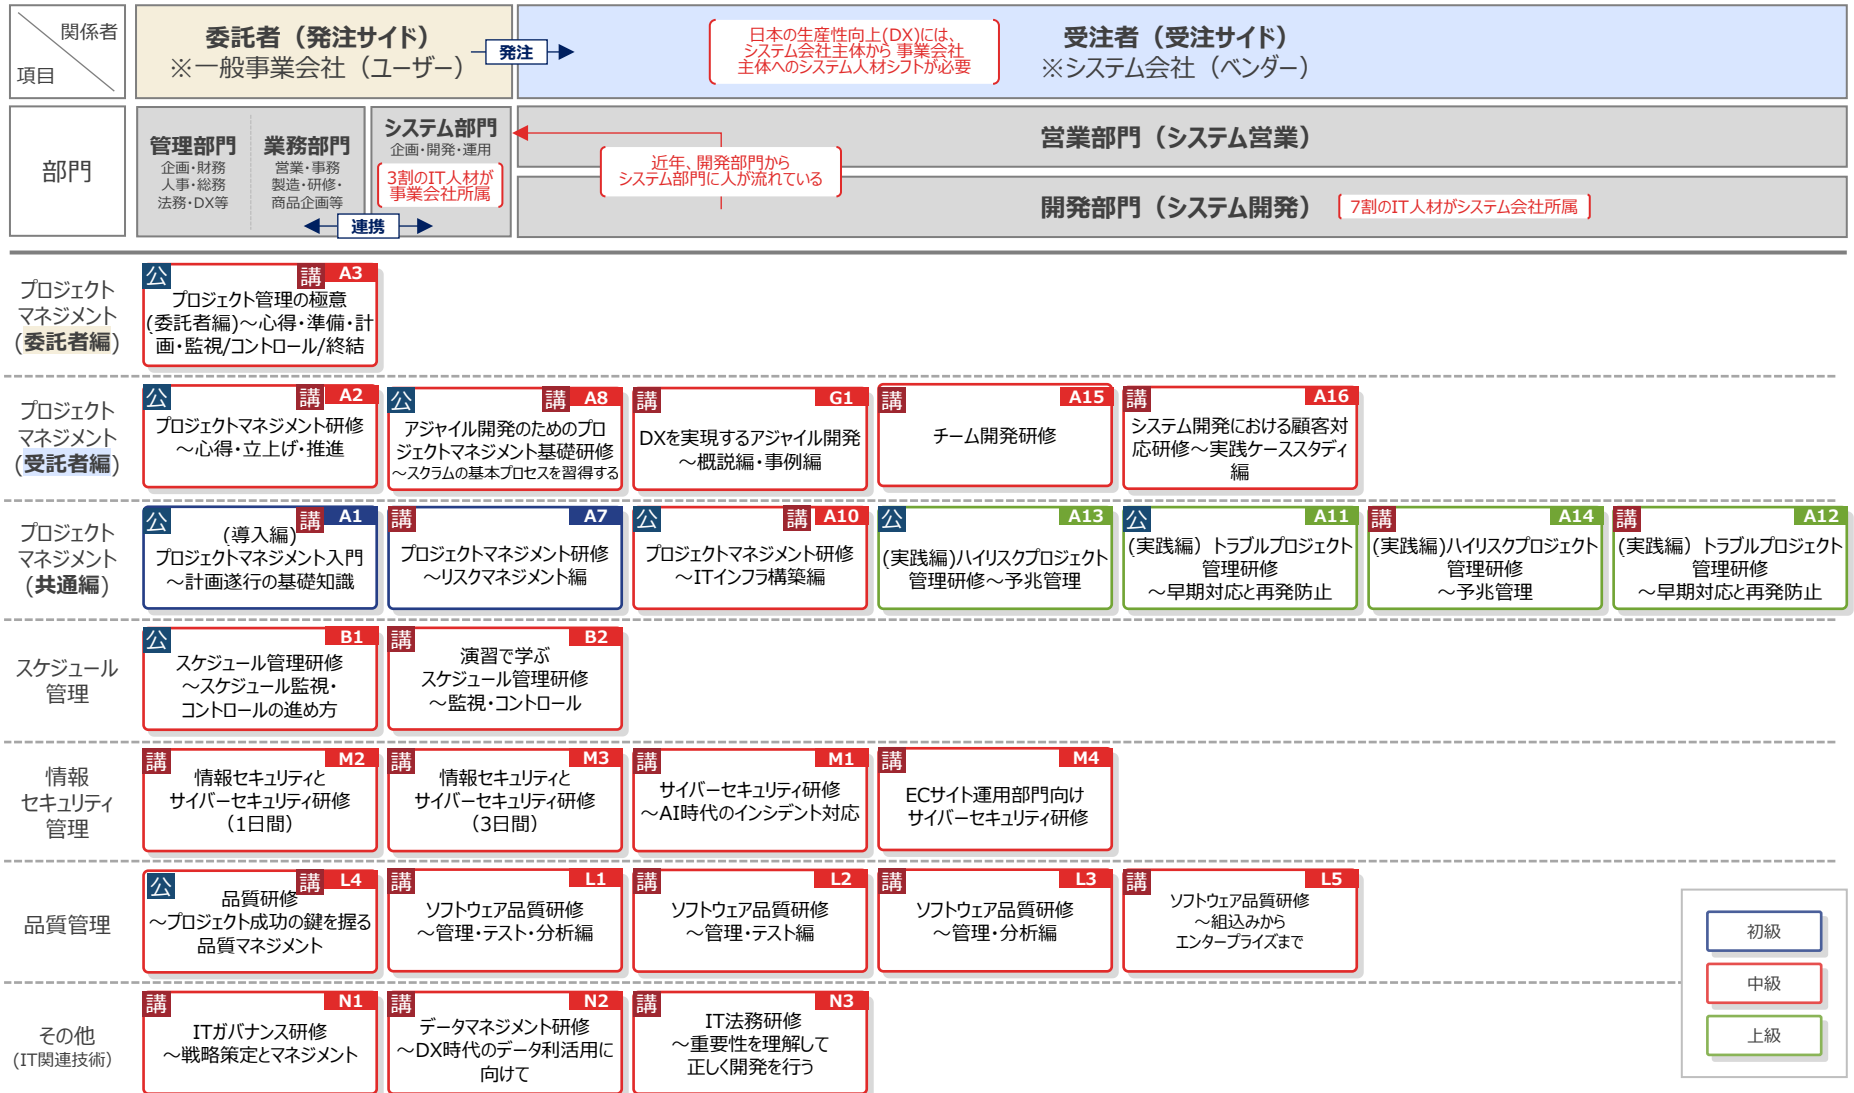 関係者
項目
委託者（発注サイド）
※一般事業会社（ユーザー）
発注
日本の生産性向上(DX)には、
システム会社主体から 事業会社
主体へのシステム人材シフトが必要
受注者（受注サイド）
※システム会社（ベンダー）
部門
管理部門
企画・財務
人事・総務
法務・DX等
業務部門
営業・事務
製造・研修・
商品企画等
システム部門
企画・開発・運用
3割のIT人材が
事業会社所属
連携
近年、開発部門から
システム部門に人が流れている
営業部門（システム営業）
開発部門（システム開発）
7割のIT人材がシステム会社所属
プロジェクト
マネジメント
(委託者編)
公 講 A3
プロジェクト管理の極意
(委託者編)～心得・準備・計
画・監視/コントロール/終結
プロジェクト
マネジメント
(受託者編)
公 講 A2
プロジェクトマネジメント研修
～心得・立上げ・推進
公 講 A8
アジャイル開発のためのプロ
ジェクトマネジメント基礎研修
～スクラムの基本プロセスを習得する
講 G1
DXを実現するアジャイル開発
～概説編・事例編
講 A15
チーム開発研修
講 A16
システム開発における顧客対
応研修～実践ケーススタディ
編
プロジェクト
マネジメント
(共通編)
公 講 A1
(導入編)
プロジェクトマネジメント入門
～計画遂行の基礎知識
講 A7
プロジェクトマネジメント研修
～リスクマネジメント編
公 講 A10
プロジェクトマネジメント研修
～ITインフラ構築編
公 A13
(実践編)ハイリスクプロジェクト
管理研修～予兆管理
公 A11
(実践編）トラブルプロジェクト
管理研修
～早期対応と再発防止
講 A14
(実践編)ハイリスクプロジェクト
管理研修
～予兆管理
講 A12
(実践編）トラブルプロジェクト
管理研修
～早期対応と再発防止
スケジュール
管理
公 B1
スケジュール管理研修
～スケジュール監視・
コントロールの進め方
講 B2
演習で学ぶ
スケジュール管理研修
～監視・コントロール
情報
セキュリティ
管理
講 M2
情報セキュリティと
サイバーセキュリティ研修
（1日間）
講 M3
情報セキュリティと
サイバーセキュリティ研修
（3日間）
講 M1
サイバーセキュリティ研修
～AI時代のインシデント対応
講 M4
ECサイト運用部門向け
サイバーセキュリティ研修
品質管理
公 講 L4
品質研修
～プロジェクト成功の鍵を握る
品質マネジメント
講 L1
ソフトウェア品質研修
～管理・テスト・分析編
講 L2
ソフトウェア品質研修
～管理・テスト編
講 L3
ソフトウェア品質研修
～管理・分析編
講 L5
ソフトウェア品質研修
～組込みから
エンタープライズまで
その他
(IT関連技術）
講 N1
ITガバナンス研修
～戦略策定とマネジメント
講 N2
データマネジメント研修
～DX時代のデータ利活用に
向けて
講 N3
IT法務研修
～重要性を理解して
正しく開発を行う
初級
中級
上級